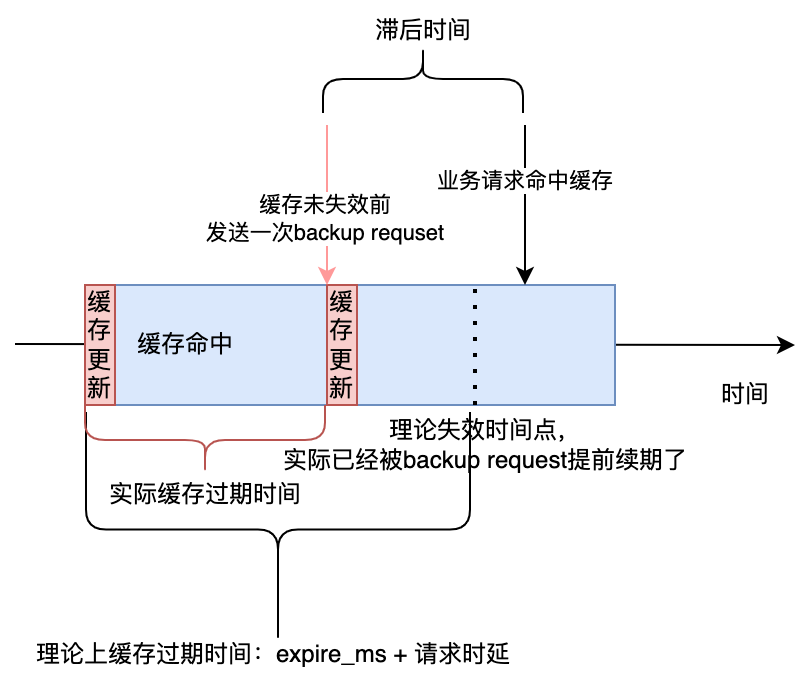 滞后时间
业务请求命中缓存
缓存未失效前
发送一次backup requset
缓存更新
缓存命中
缓存更新
时间
理论失效时间点，
实际已经被backup request提前续期了
实际缓存过期时间
理论上缓存过期时间：expire_ms + 请求时延